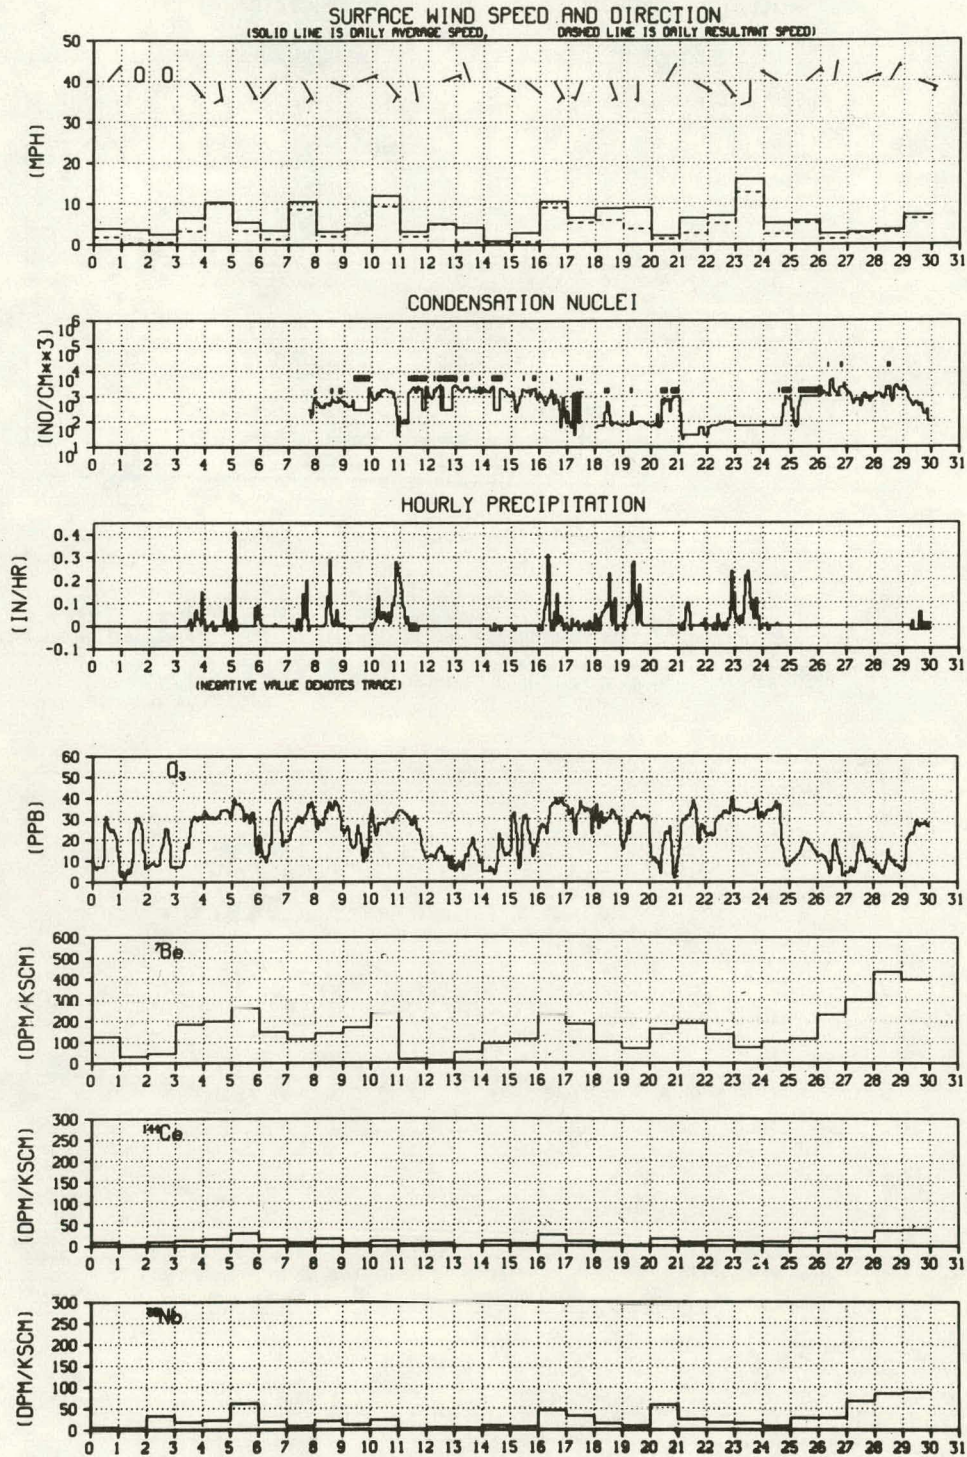 SURFACE WIND SPEED AND DIRECTION
(SOLID LINE IS DAILY AVERAGE SPEED, DASHED LINE IS DAILY RESULTANT SPEED)
(MPH)
50
40
30
20
10
0
0 1 2 3 4 5 6 7 8 9 10 11 12 13 14 15 16 17 18 19 20 21 22 23 24 25 26 27 28 29 30 31
CONDENSATION NUCLEI
(NO/CM**3)
10^6
10^5
10^4
10^3
10^2
10^1
0 1 2 3 4 5 6 7 8 9 10 11 12 13 14 15 16 17 18 19 20 21 22 23 24 25 26 27 28 29 30 31
HOURLY PRECIPITATION
(IN/HR)
0.4
0.3
0.2
0.1
0
-0.1
0 1 2 3 4 5 6 7 8 9 10 11 12 13 14 15 16 17 18 19 20 21 22 23 24 25 26 27 28 29 30 31
(NEGATIVE VALUE DENOTES TRACE)
O₃
(PPB)
60
50
40
30
20
10
0
0 1 2 3 4 5 6 7 8 9 10 11 12 13 14 15 16 17 18 19 20 21 22 23 24 25 26 27 28 29 30 31
⁷Be
(DPM/KSCM)
600
500
400
300
200
100
0
0 1 2 3 4 5 6 7 8 9 10 11 12 13 14 15 16 17 18 19 20 21 22 23 24 25 26 27 28 29 30 31
¹⁴⁴Ce
(DPM/KSCM)
300
250
200
150
100
50
0
0 1 2 3 4 5 6 7 8 9 10 11 12 13 14 15 16 17 18 19 20 21 22 23 24 25 26 27 28 29 30 31
Nb
(DPM/KSCM)
300
250
200
150
100
50
0
0 1 2 3 4 5 6 7 8 9 10 11 12 13 14 15 16 17 18 19 20 21 22 23 24 25 26 27 28 29 30 31